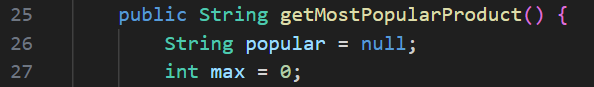 25 public String getMostPopularProduct() {
26 String popular = null;
27 int max = 0;